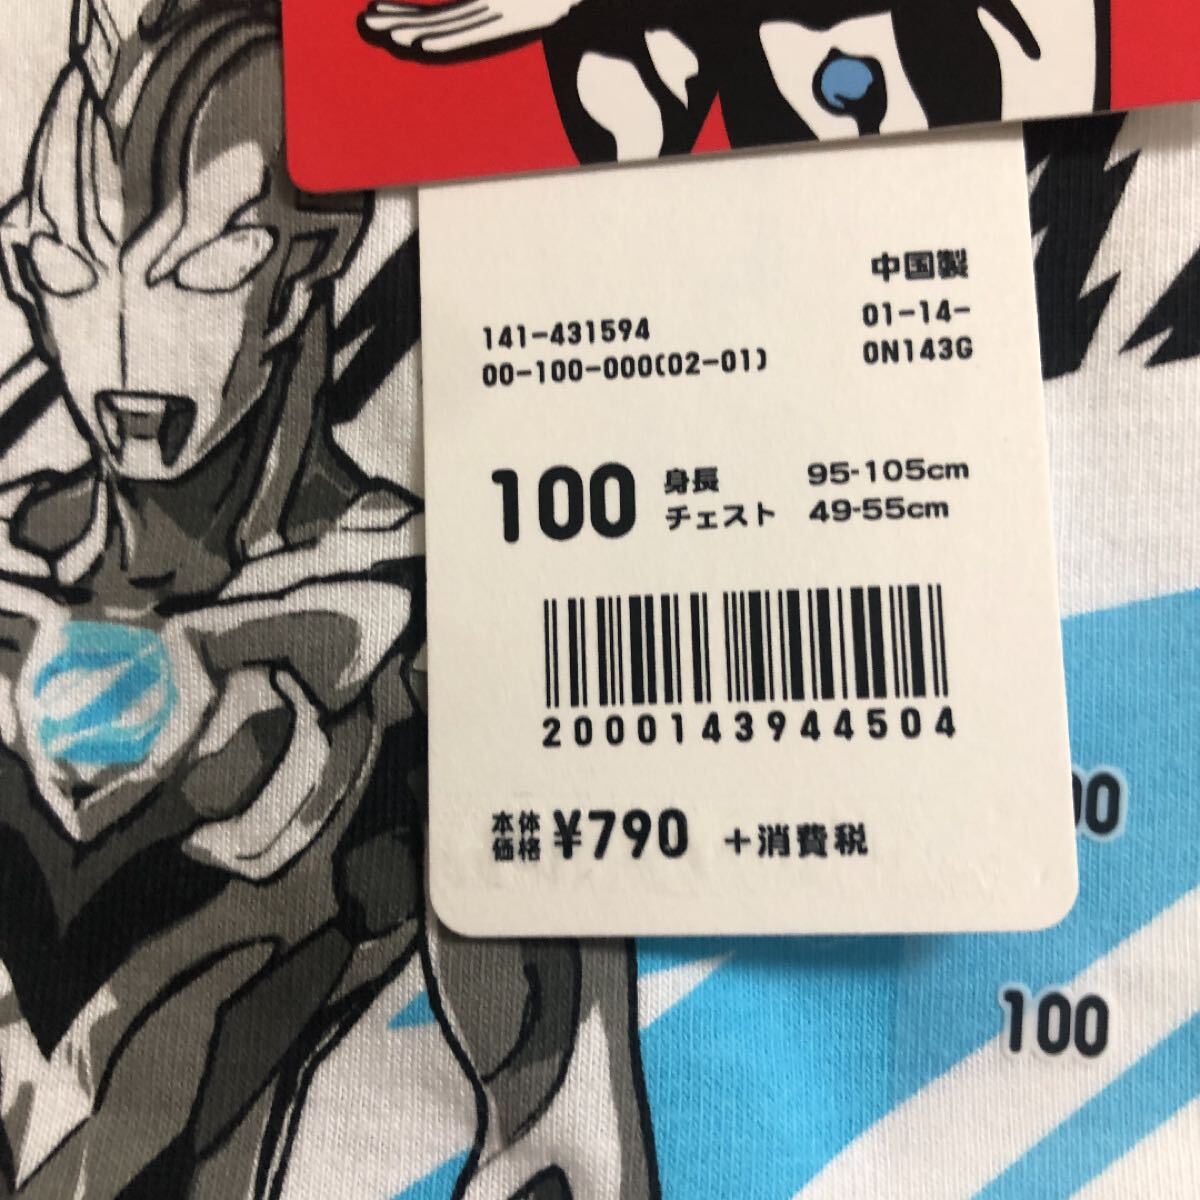 中国製
141-431594 01-14-
00-100-000(02-01) 0N143G
100 身長 95-105cm
チェスト 49-55cm
2000143944504
本体価格 ¥790 +消費税
00
100